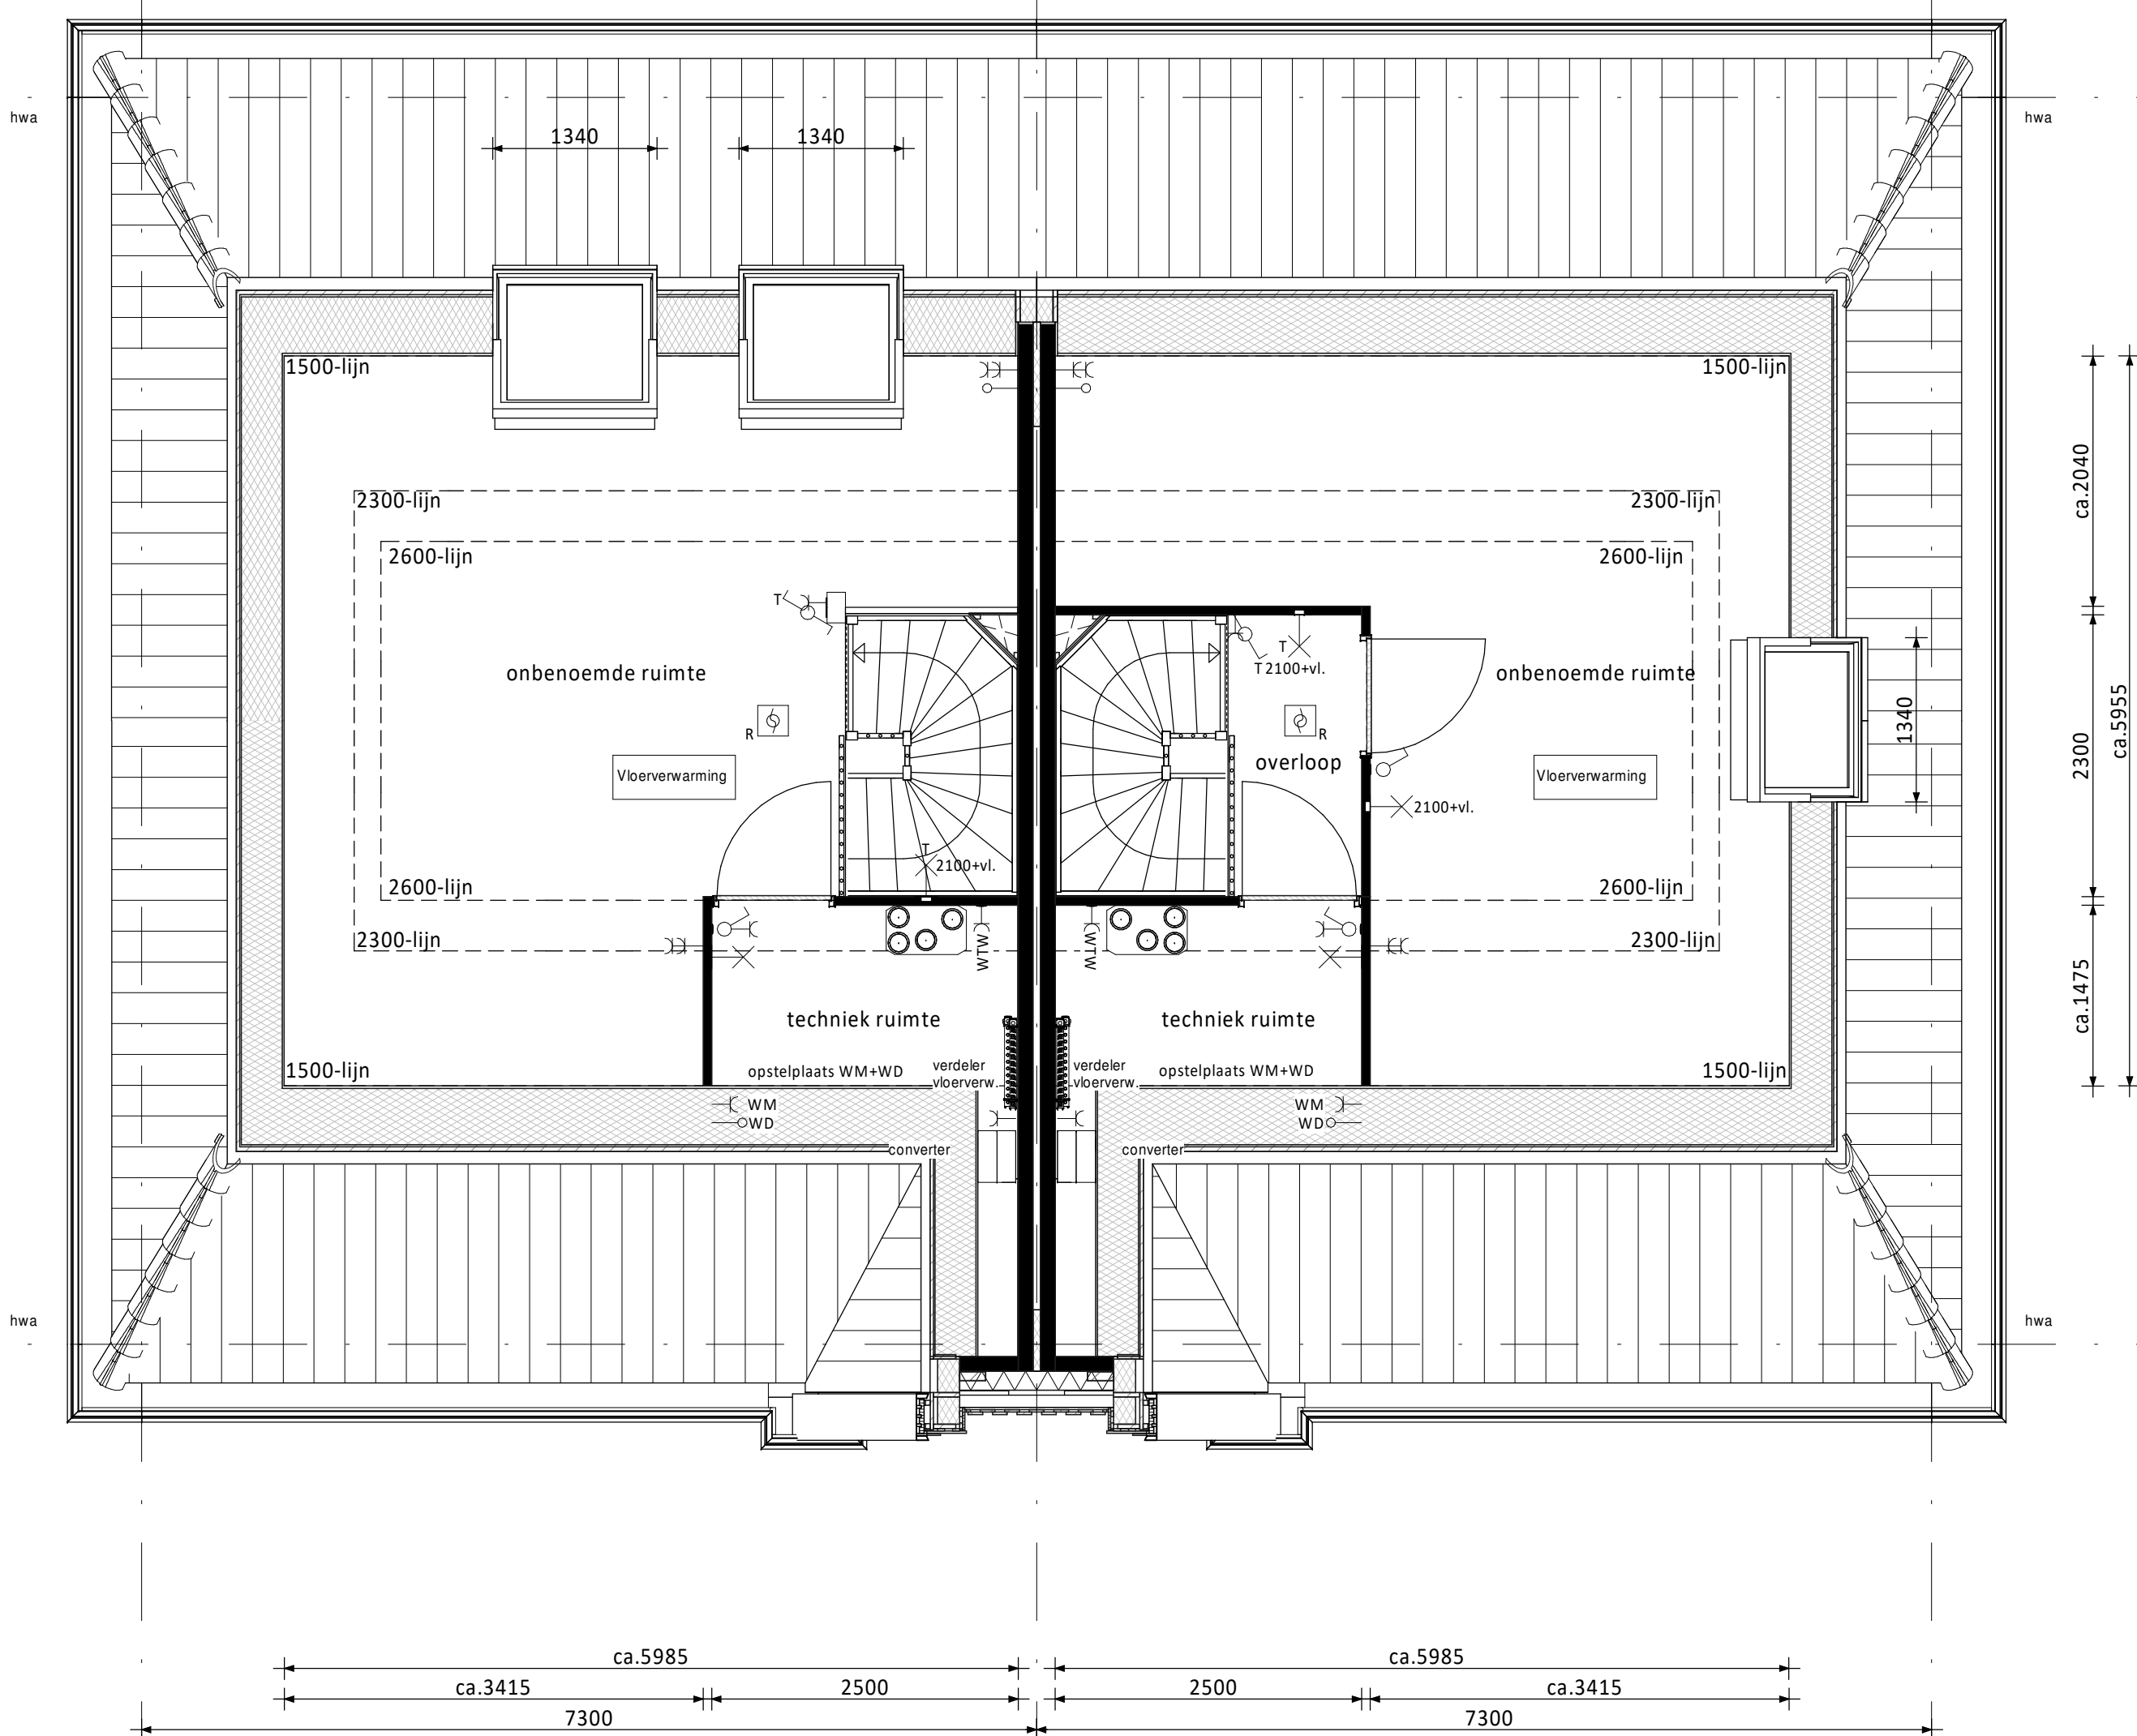 hwa
hwa
1340
1340
1500-lijn
1500-lijn
2300-lijn
2300-lijn
2600-lijn
2600-lijn
T
T
T 2100+vl.
onbenoemde ruimte
onbenoemde ruimte
R
R
overloop
Vloerverwarming
Vloerverwarming
1340
2100+vl.
T
2100+vl.
2600-lijn
2600-lijn
2300-lijn
2300-lijn
WTW
WTW
techniek ruimte
techniek ruimte
1500-lijn
opstelplaats WM+WD
verdeler
vloerverw.
verdeler
vloerverw.
opstelplaats WM+WD
1500-lijn
WM
WD
WM
WD
converter
converter
hwa
hwa
ca.2040
2300
ca.1475
ca.5955
ca.5985
ca.5985
ca.3415
2500
2500
ca.3415
7300
7300